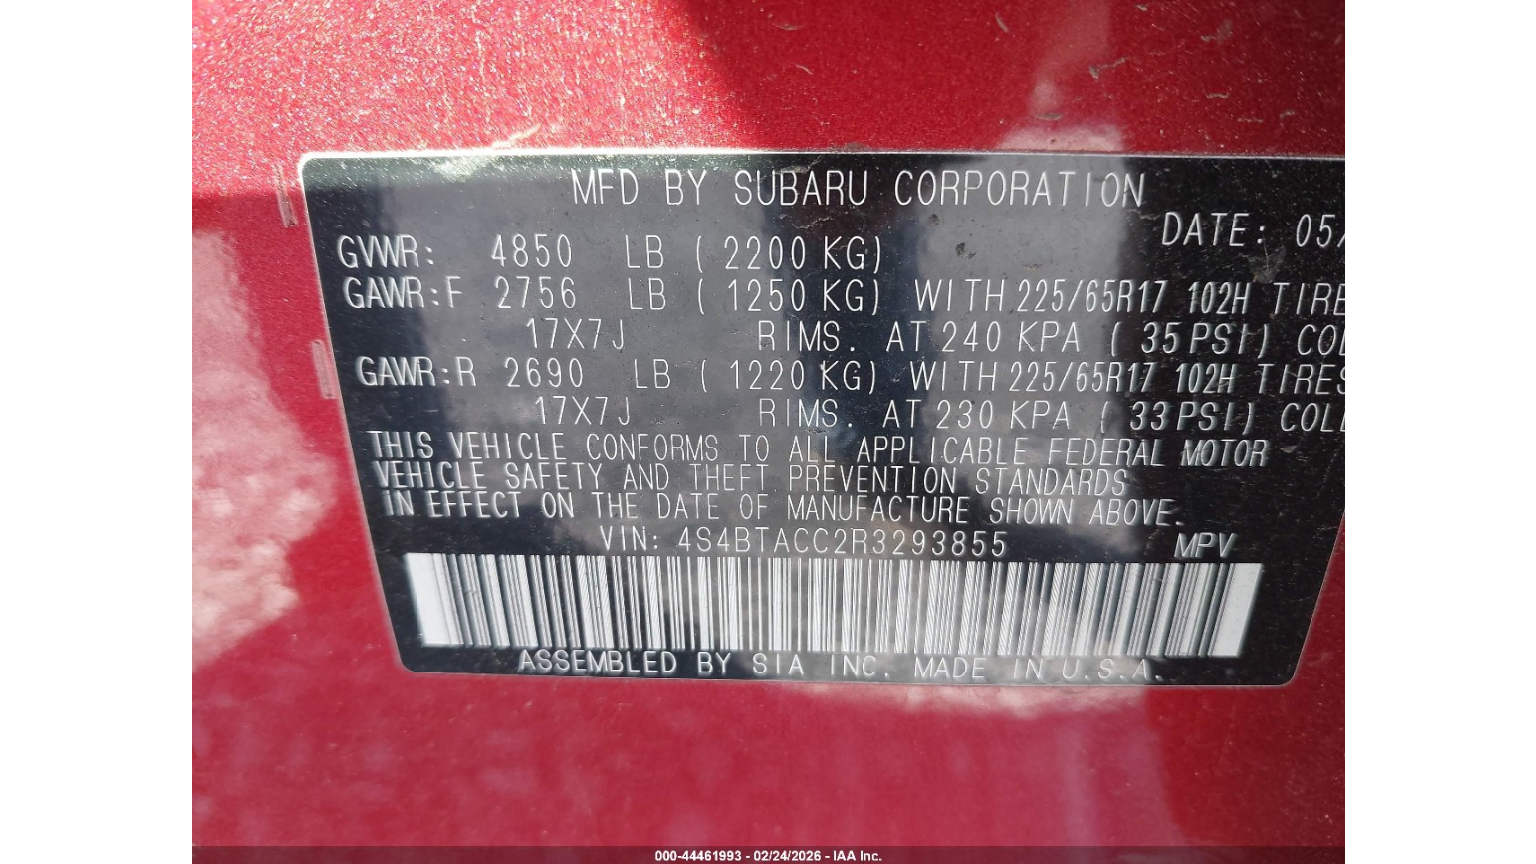 MFD BY SUBARU CORPORATION
DATE: 05/
GVWR: 4850 LB (2200 KG)
GAWR:F 2756 LB (1250 KG) WITH 225/65R17 102H TIRE
17X7J RIMS. AT 240 KPA (35 PSI) COL
GAWR:R 2690 LB (1220 KG) WITH 225/65R17 102H TIRES
17X7J RIMS. AT 230 KPA (33 PSI) COLD
THIS VEHICLE CONFORMS TO ALL APPLICABLE FEDERAL MOTOR
VEHICLE SAFETY AND THEFT PREVENTION STANDARDS
IN EFFECT ON THE DATE OF MANUFACTURE SHOWN ABOVE.
VIN: 4S4BTACC2R3293855 MPV
ASSEMBLED BY SIA INC. MADE IN U.S.A.
000-44461993 - 02/24/2026 - IAA Inc.